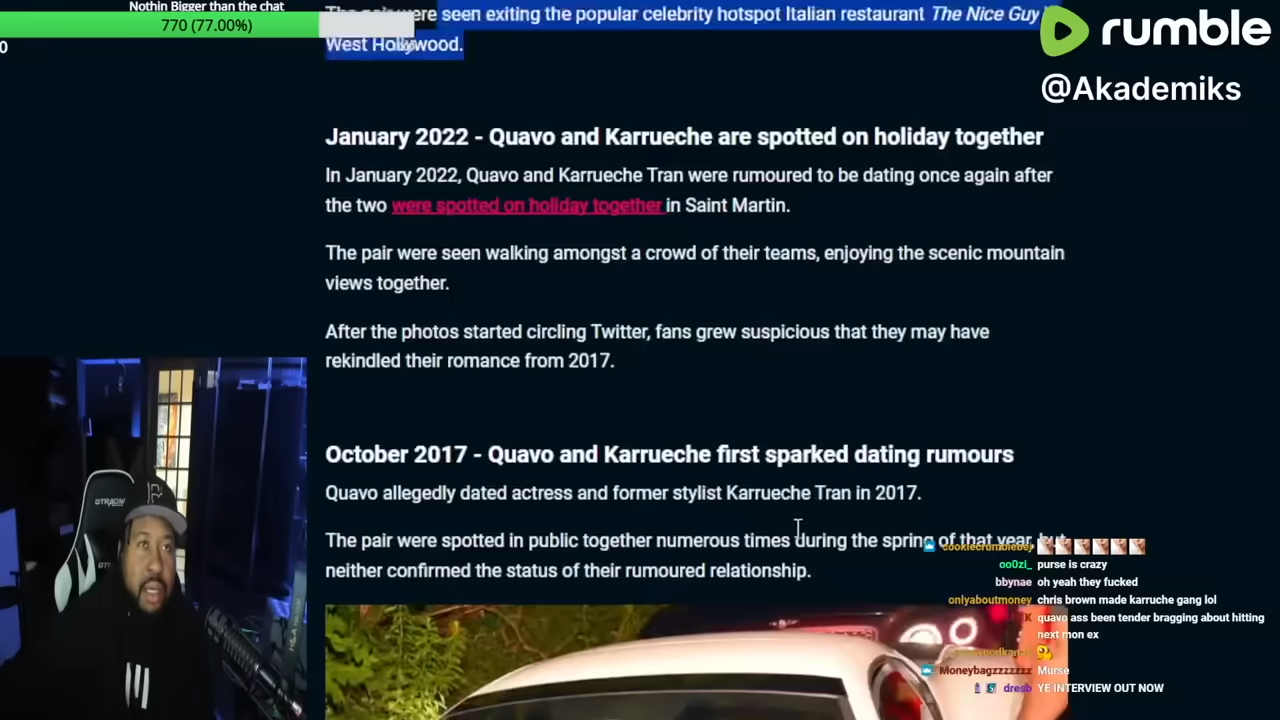 Nothin Bigger than the chat
770 (77.00%)
0
The pair were seen exiting the popular celebrity hotspot Italian restaurant The Nice Guy
West Hollywood.
rumble
@Akademiks
January 2022 - Quavo and Karrueche are spotted on holiday together
In January 2022, Quavo and Karrueche Tran were rumoured to be dating once again after
the two were spotted on holiday together in Saint Martin.
The pair were seen walking amongst a crowd of their teams, enjoying the scenic mountain
views together.
After the photos started circling Twitter, fans grew suspicious that they may have
rekindled their romance from 2017.
October 2017 - Quavo and Karrueche first sparked dating rumours
Quavo allegedly dated actress and former stylist Karrueche Tran in 2017.
The pair were spotted in public together numerous times during the spring of that year, but
neither confirmed the status of their rumoured relationship.
GTRACING
oo0zi_ purse is crazy
bbynae oh yeah they fucked
onlyaboutmoney chris brown made karruche gang lol
K quavo ass been tender bragging about hitting
next mon ex
Moneybagzzzzzzz Murse
dresb YE INTERVIEW OUT NOW